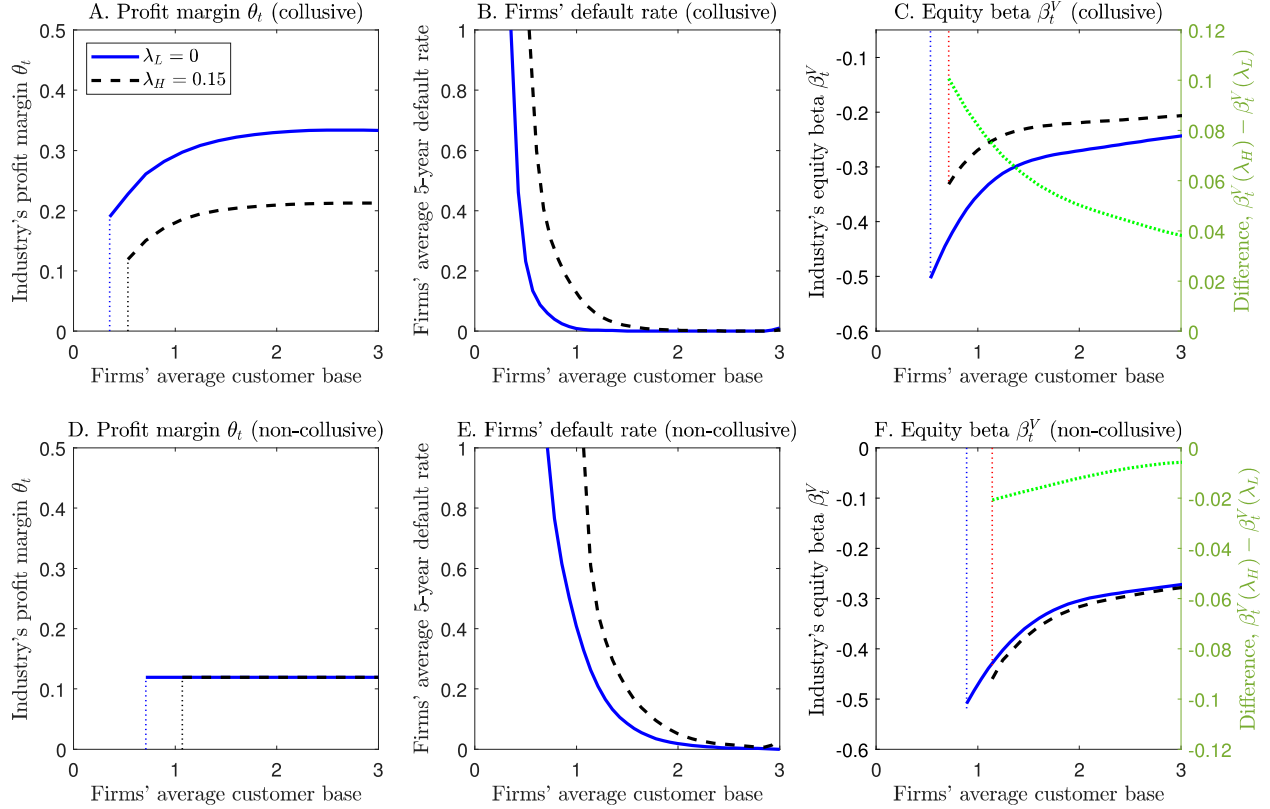 A. Profit margin θt (collusive)
Industry's profit margin θt
0.5
0.4
0.3
0.2
0.1
0
λL = 0
λH = 0.15
0 1 2 3
Firms' average customer base
B. Firms' default rate (collusive)
Firms' average 5-year default rate
1
0.8
0.6
0.4
0.2
0
0 1 2 3
Firms' average customer base
C. Equity beta βtV (collusive)
Industry's equity beta βtV
-0.1
-0.2
-0.3
-0.4
-0.5
-0.6
0.12
0.1
0.08
0.06
0.04
0.02
0
Difference, βtV(λH) − βtV(λL)
0 1 2 3
Firms' average customer base
D. Profit margin θt (non-collusive)
Industry's profit margin θt
0.5
0.4
0.3
0.2
0.1
0
0 1 2 3
Firms' average customer base
E. Firms' default rate (non-collusive)
Firms' average 5-year default rate
1
0.8
0.6
0.4
0.2
0
0 1 2 3
Firms' average customer base
F. Equity beta βtV (non-collusive)
Industry's equity beta βtV
0
-0.1
-0.2
-0.3
-0.4
-0.5
-0.6
0
-0.02
-0.04
-0.06
-0.08
-0.1
-0.12
Difference, βtV(λH) − βtV(λL)
0 1 2 3
Firms' average customer base